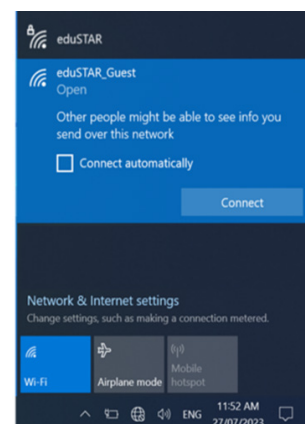 eduSTAR
eduSTAR_Guest
Open
Other people might be able to see info you
send over this network
Connect automatically
Connect
Network & Internet settings
Change settings, such as making a connection metered.
Wi-Fi
Airplane mode
Mobile
hotspot
ENG
11:52 AM
27/07/2023